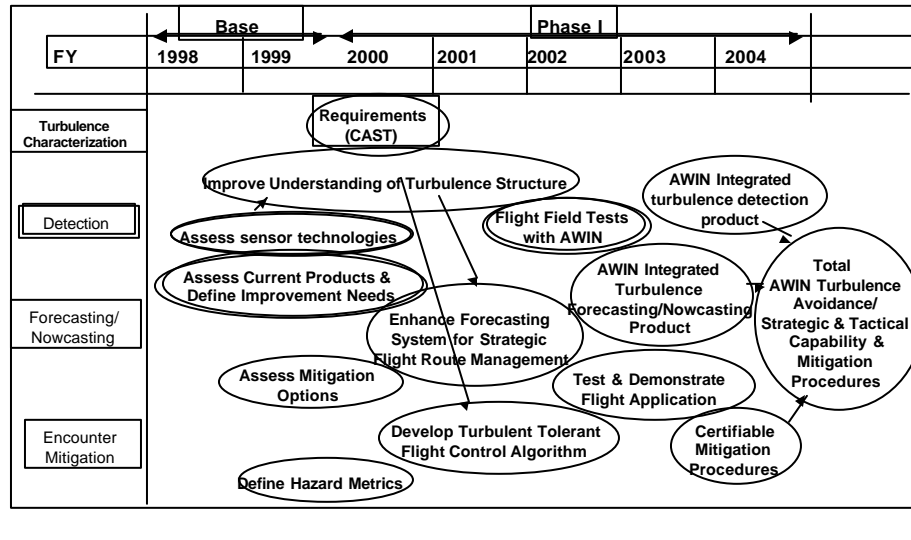 Base
Phase I
FY 1998 1999 2000 2001 2002 2003 2004
Requirements
(CAST)
Turbulence
Characterization
Improve Understanding of Turbulence Structure
AWIN Integrated
turbulence detection
product
Detection
Flight Field Tests
with AWIN
Assess sensor technologies
Assess Current Products &
Define Improvement Needs
AWIN Integrated
Turbulence
Forecasting/Nowcasting
Product
Total
AWIN Turbulence
Avoidance/
Strategic & Tactical
Capability &
Mitigation
Procedures
Forecasting/
Nowcasting
Enhance Forecasting
System for Strategic
Flight Route Management
Assess Mitigation
Options
Test & Demonstrate
Flight Application
Encounter
Mitigation
Develop Turbulent Tolerant
Flight Control Algorithm
Certifiable
Mitigation
Procedures
Define Hazard Metrics